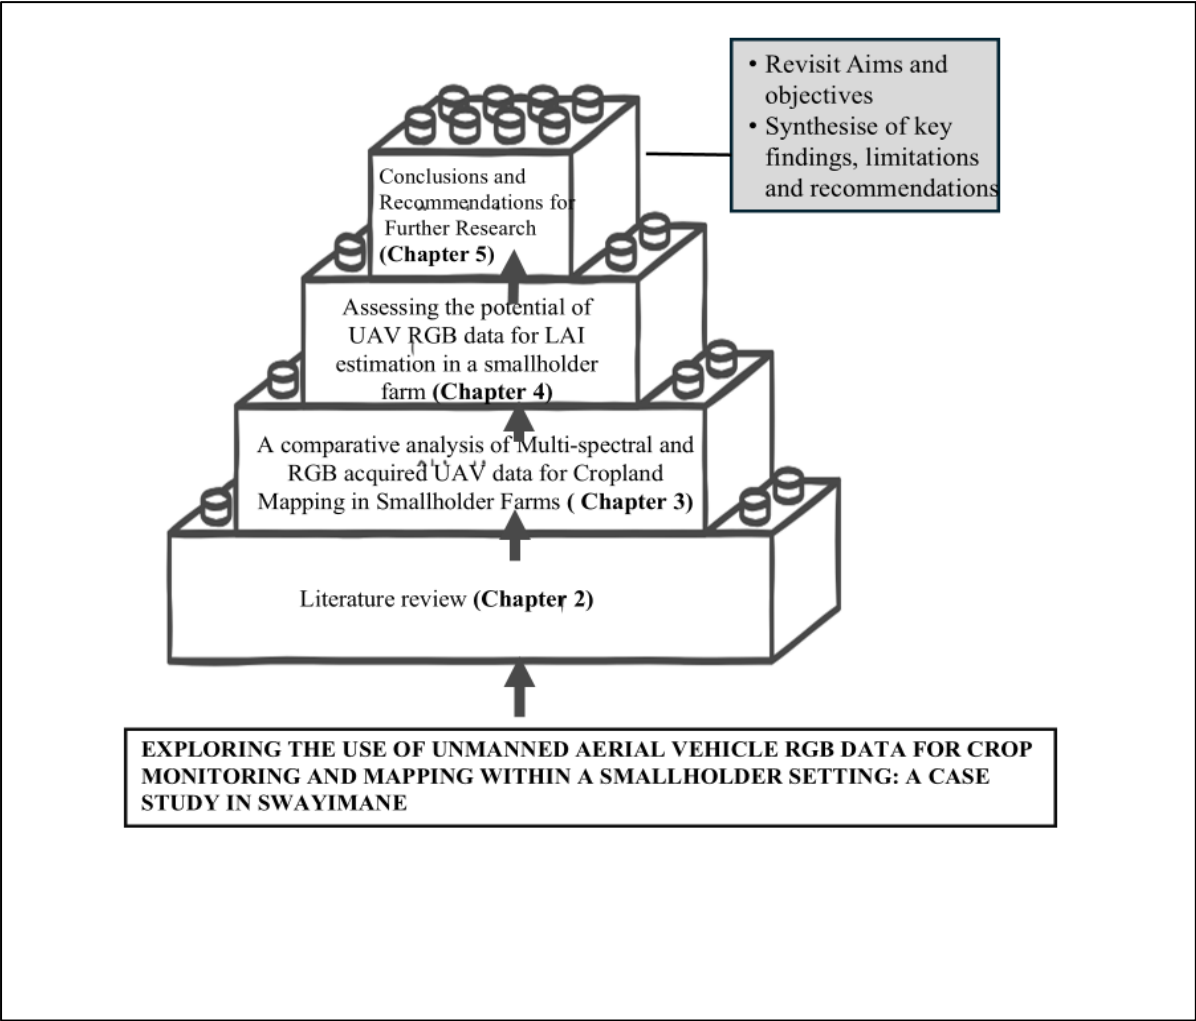 • Revisit Aims and
objectives
• Synthesise of key
findings, limitations
and recommendations
Conclusions and
Recommendations for
Further Research
(Chapter 5)
Assessing the potential of
UAV RGB data for LAI
estimation in a smallholder
farm (Chapter 4)
A comparative analysis of Multi-spectral and
RGB acquired UAV data for Cropland
Mapping in Smallholder Farms ( Chapter 3)
Literature review (Chapter 2)
EXPLORING THE USE OF UNMANNED AERIAL VEHICLE RGB DATA FOR CROP
MONITORING AND MAPPING WITHIN A SMALLHOLDER SETTING: A CASE
STUDY IN SWAYIMANE